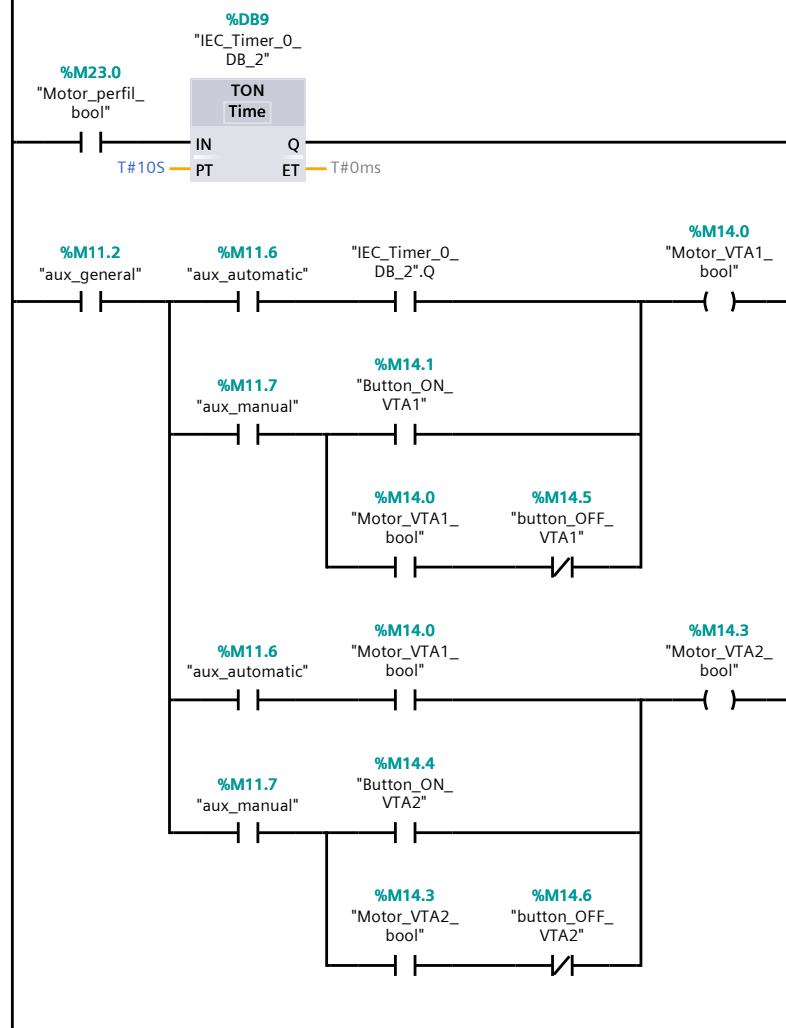 %DB9
"IEC_Timer_0_
DB_2"
%M23.0
"Motor_perfil_
bool"
TON
Time
IN
Q
T#10S
PT
ET
T#0ms
%M11.2
"aux_general"
%M11.6
"aux_automatic"
"IEC_Timer_0_
DB_2".Q
%M14.0
"Motor_VTA1_
bool"
%M11.7
"aux_manual"
%M14.1
"Button_ON_
VTA1"
%M14.0
"Motor_VTA1_
bool"
%M14.5
"button_OFF_
VTA1"
%M11.6
"aux_automatic"
%M14.0
"Motor_VTA1_
bool"
%M14.3
"Motor_VTA2_
bool"
%M11.7
"aux_manual"
%M14.4
"Button_ON_
VTA2"
%M14.3
"Motor_VTA2_
bool"
%M14.6
"button_OFF_
VTA2"